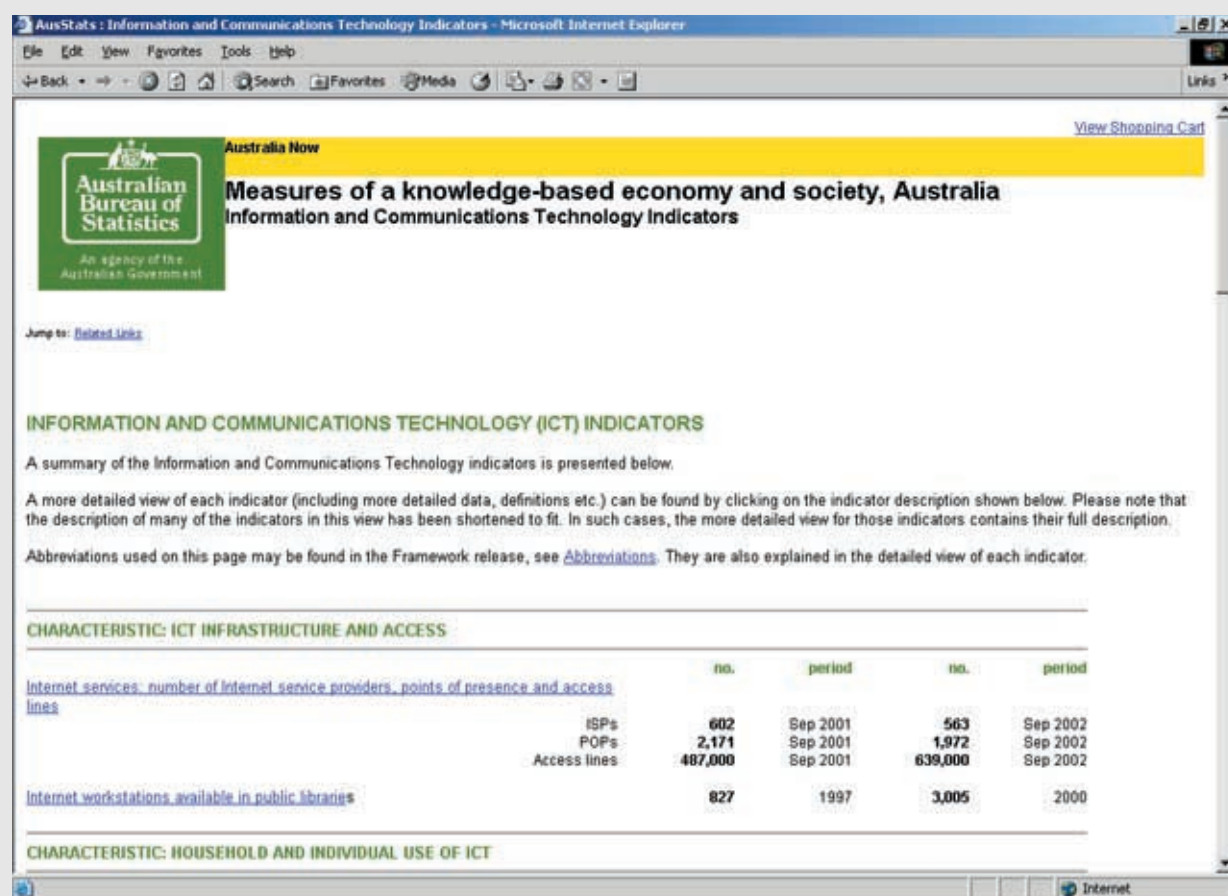 AusStats : Information and Communications Technology Indicators - Microsoft Internet Explorer
File Edit View Favorites Tools Help
Back Search Favorites Media Links
View Shopping Cart
Australia Now
Australian
Bureau of
Statistics
An agency of the
Australian Government
Measures of a knowledge-based economy and society, Australia
Information and Communications Technology Indicators
Jump to: Related Links
INFORMATION AND COMMUNICATIONS TECHNOLOGY (ICT) INDICATORS
A summary of the Information and Communications Technology indicators is presented below.
A more detailed view of each indicator (including more detailed data, definitions etc.) can be found by clicking on the indicator description shown below. Please note that
the description of many of the indicators in this view has been shortened to fit. In such cases, the more detailed view for those indicators contains their full description.
Abbreviations used on this page may be found in the Framework release, see Abbreviations. They are also explained in the detailed view of each indicator.
CHARACTERISTIC: ICT INFRASTRUCTURE AND ACCESS
no. period no. period
Internet services: number of Internet service providers, points of presence and access
lines
ISPs 602 Sep 2001 563 Sep 2002
POPs 2,171 Sep 2001 1,972 Sep 2002
Access lines 487,000 Sep 2001 639,000 Sep 2002
Internet workstations available in public libraries 827 1997 3,005 2000
CHARACTERISTIC: HOUSEHOLD AND INDIVIDUAL USE OF ICT
Internet